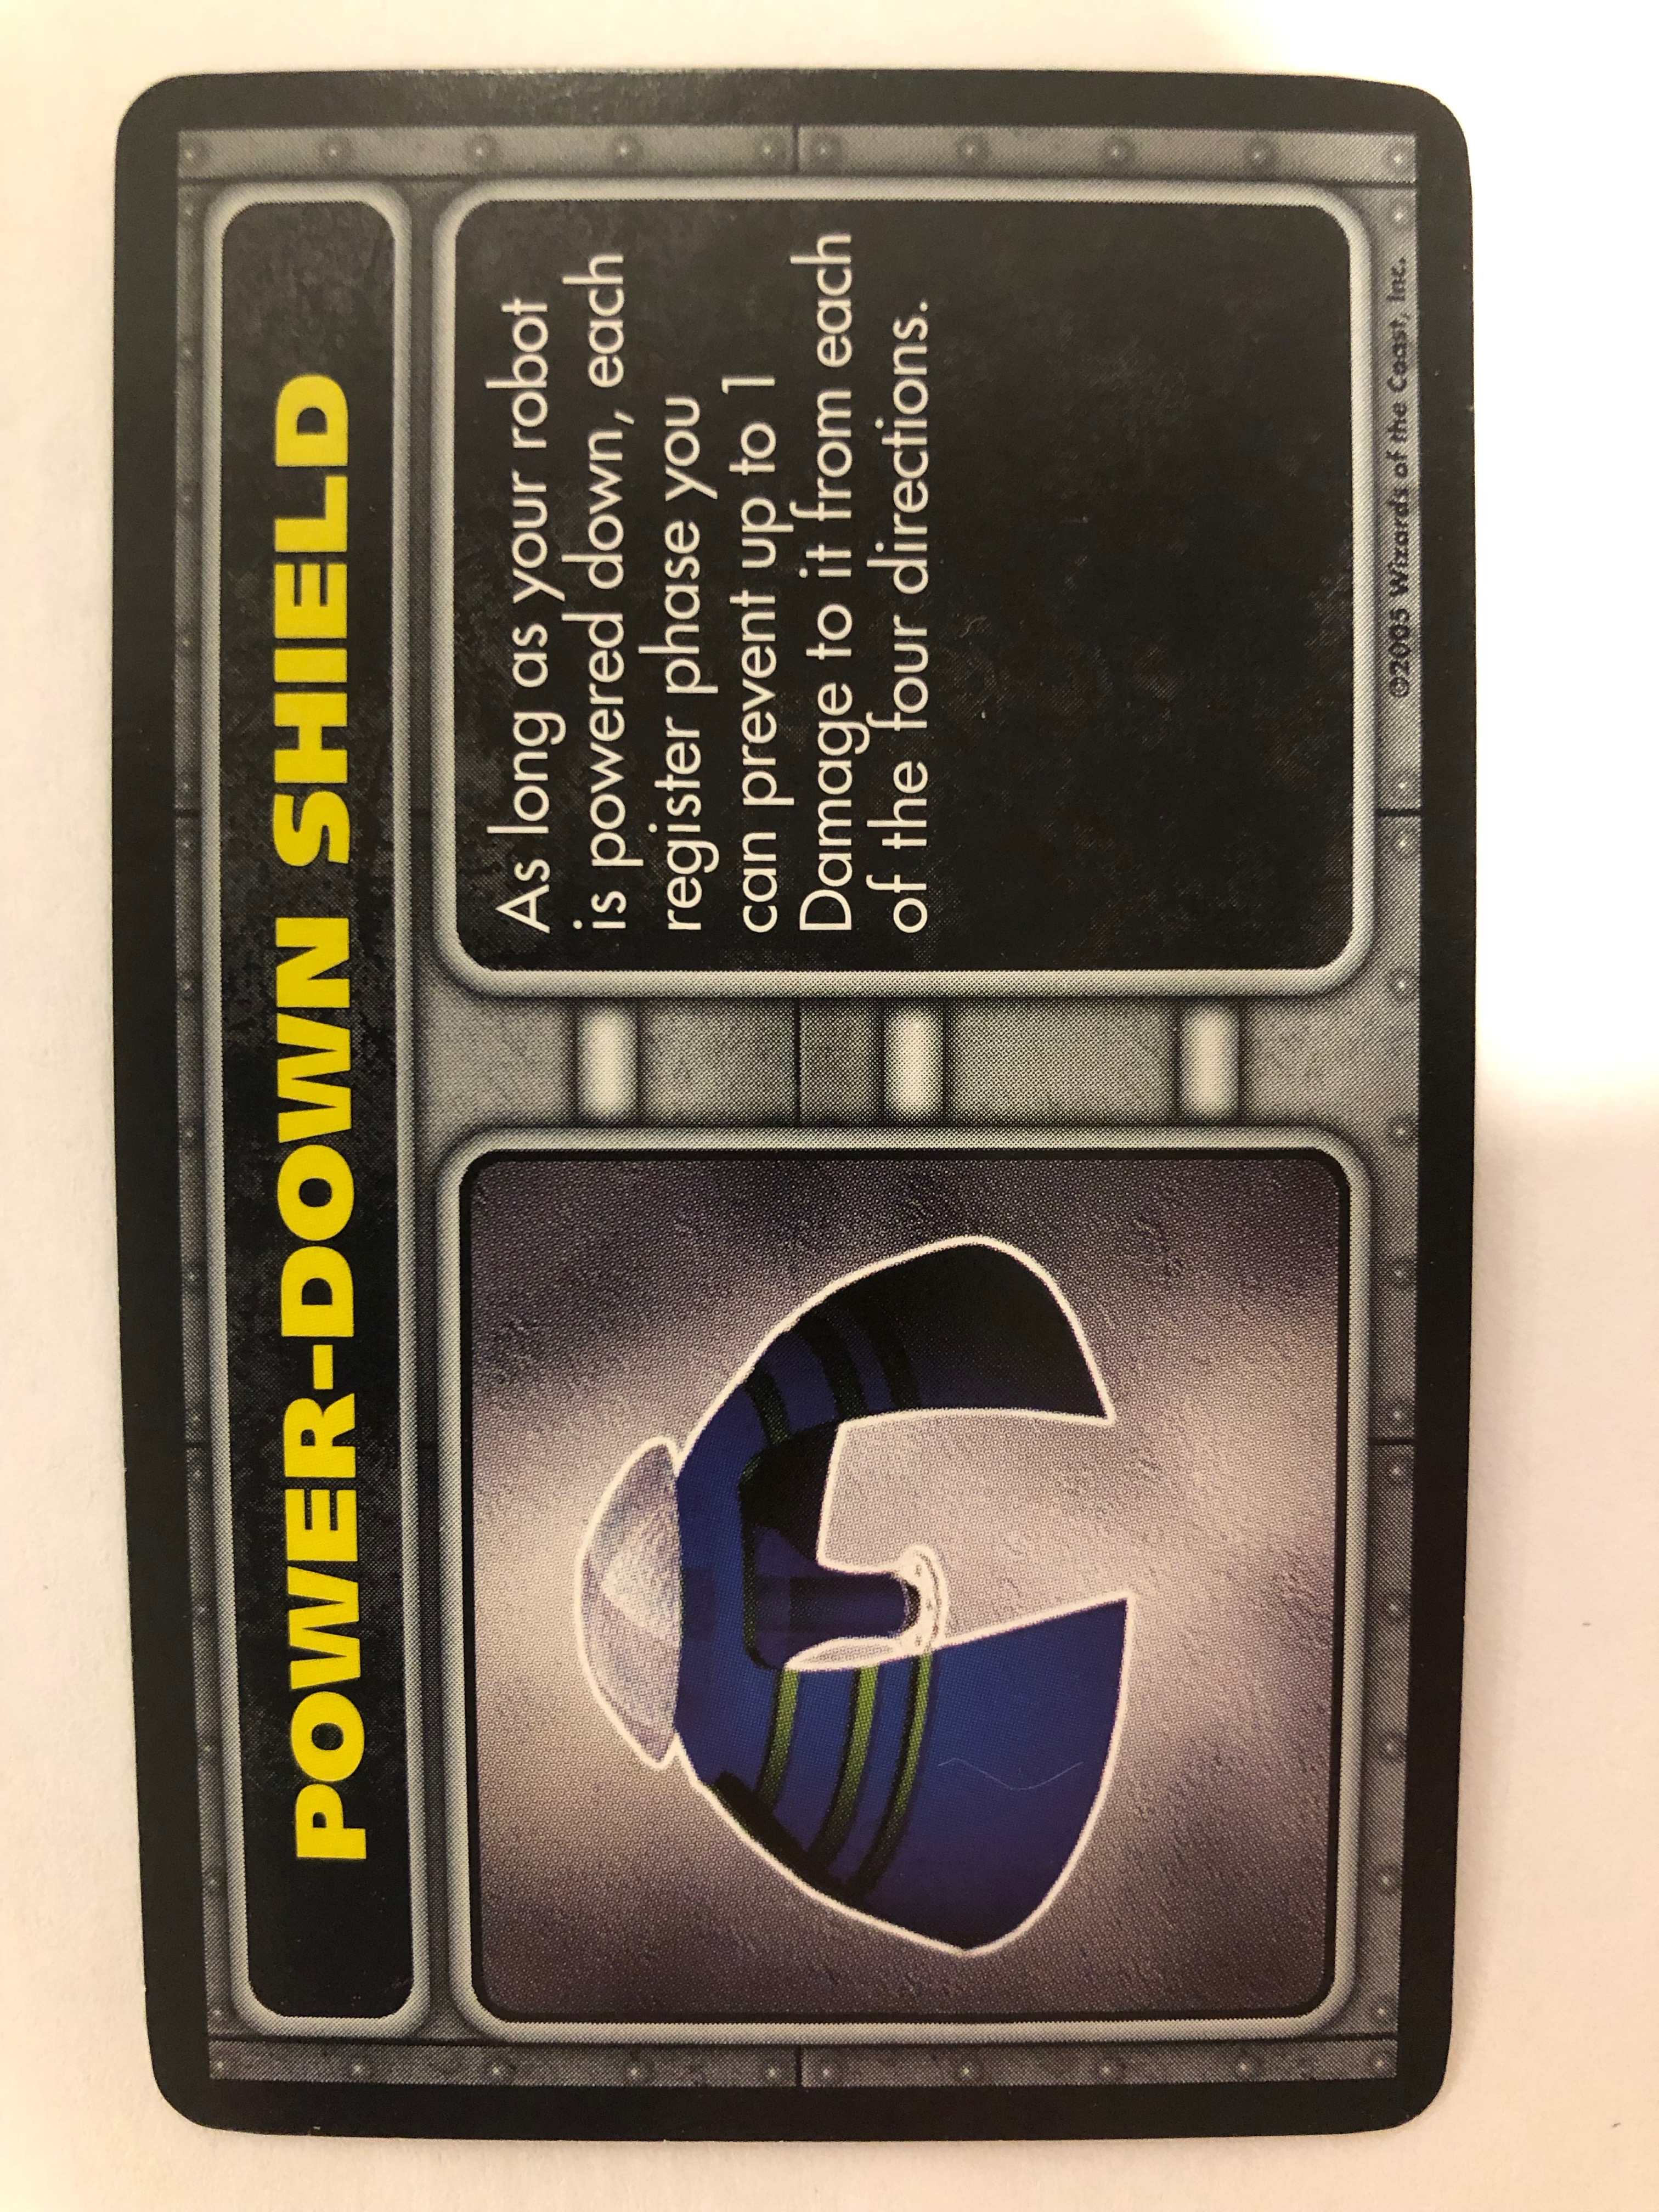 POWER-DOWN SHIELD
As long as your robot
is powered down, each
register phase you
can prevent up to 1
Damage to it from each
of the four directions.
©2005 Wizards of the Coast, Inc.